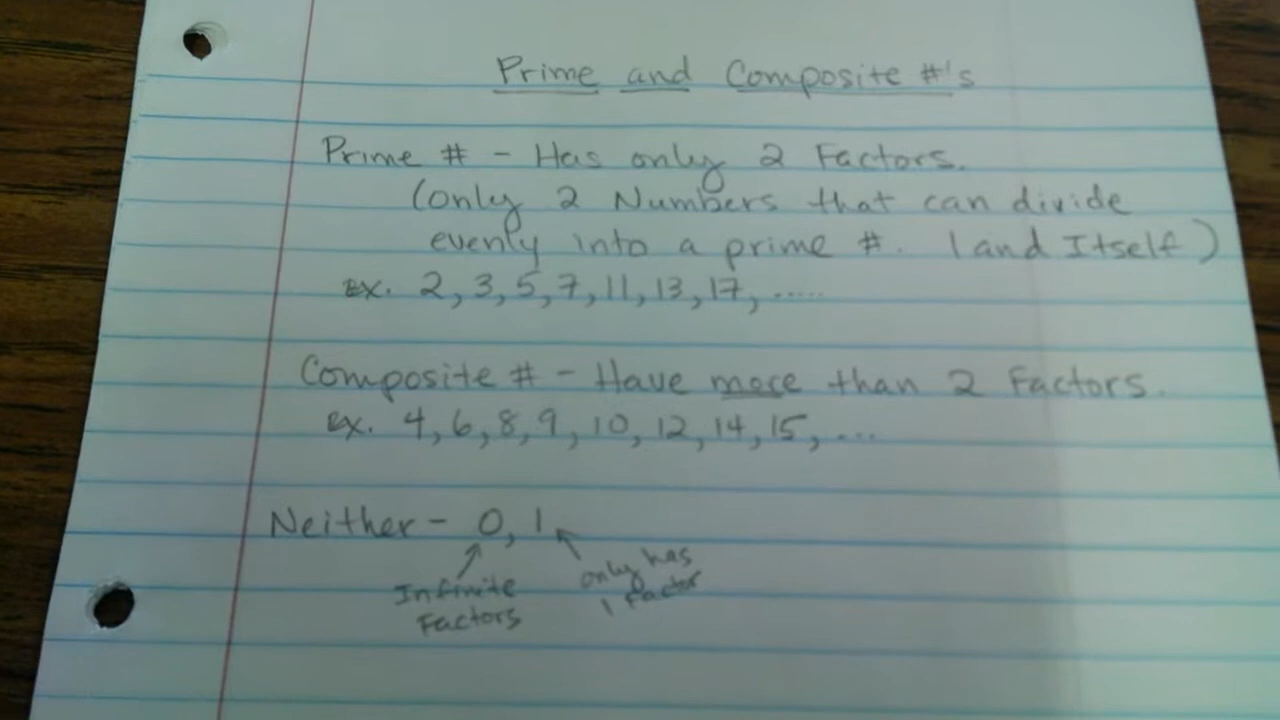 Prime and Composite #'s
Prime # - Has only 2 Factors.
(only 2 Numbers that can divide
evenly into a prime #. 1 and Itself)
Ex. 2, 3, 5, 7, 11, 13, 17, .....
Composite # - Have more than 2 Factors.
Ex. 4, 6, 8, 9, 10, 12, 14, 15, ...
Neither - 0, 1
Infinite
Factors
only has
1 Factor